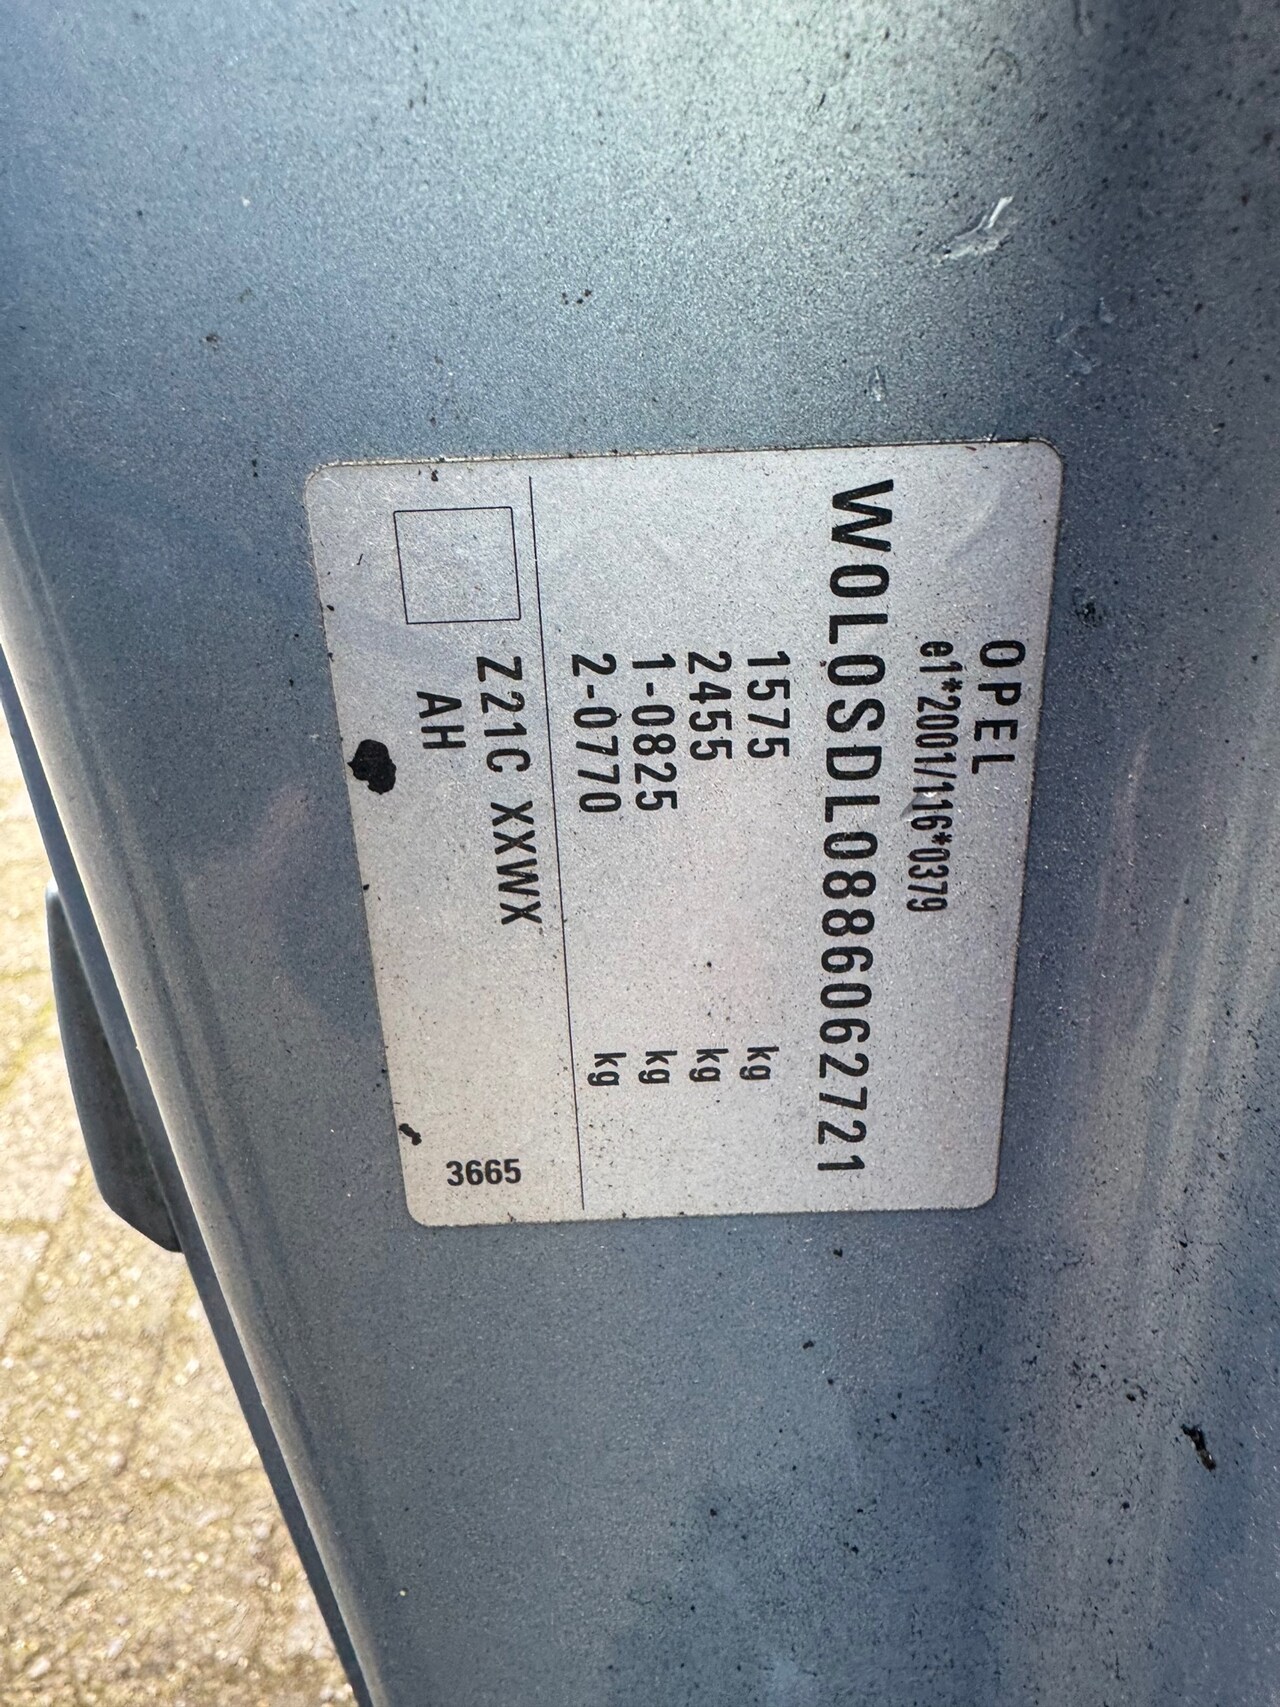 OPEL
e1*2001/116*0379
W0L0SDL0886062721
1575 kg
2455 kg
1-0825 kg
2-0770 kg
Z21C XXWX
AH
3665